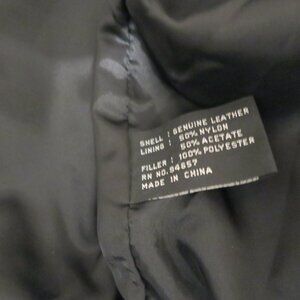 SHELL : GENUINE LEATHER
LINING : 50% NYLON
50% ACETATE
FILLER : 100% POLYESTER
RN NO. 94657
MADE IN CHINA